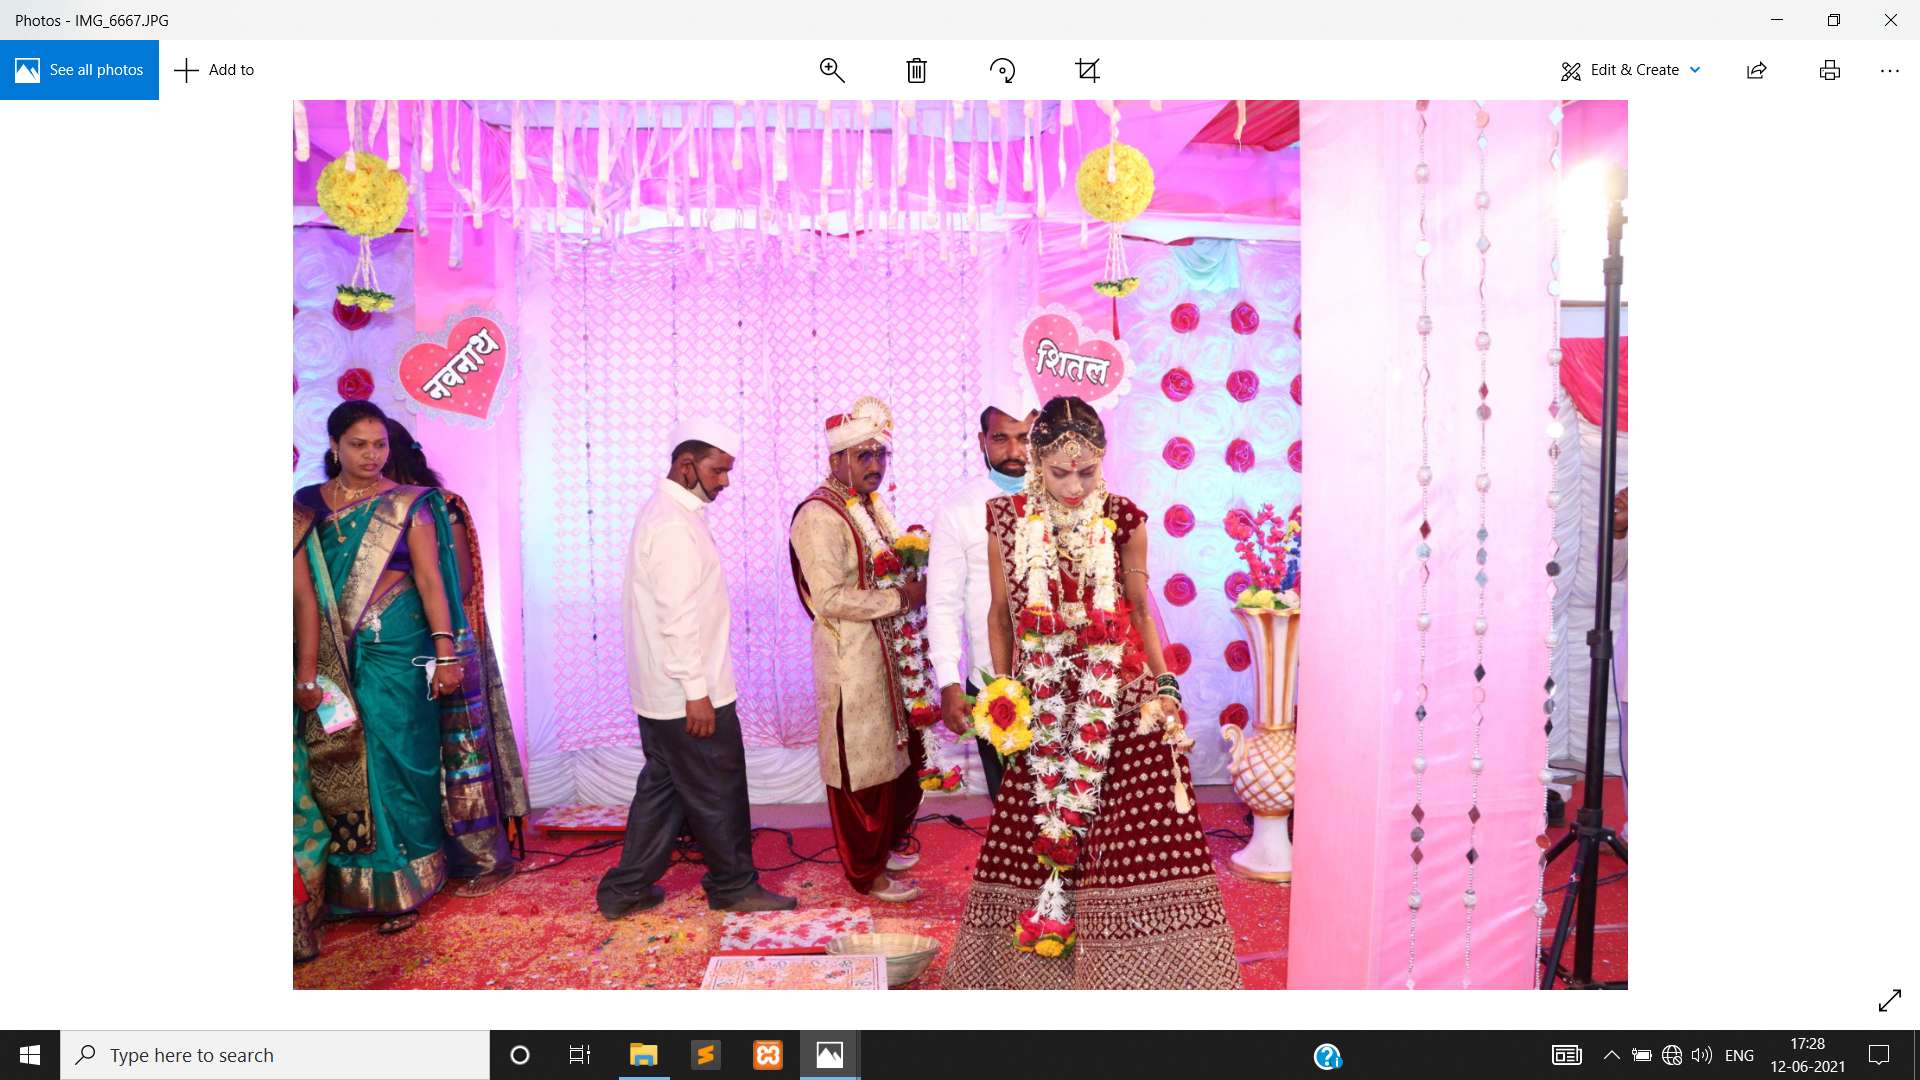 Photos - IMG_6667.JPG
See all photos
Add to
Edit & Create
नवनाथ
शितल
Type here to search
ENG
17:28
12-06-2021